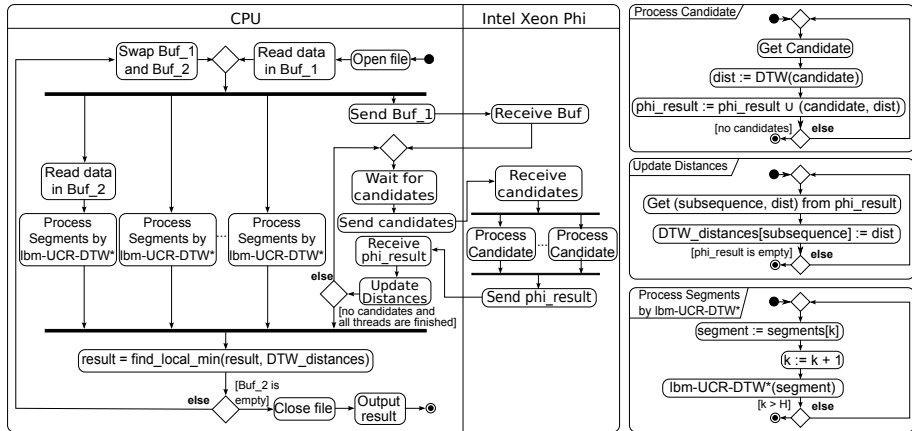 CPU
Intel Xeon Phi
Swap Buf_1
and Buf_2
Read data
in Buf_1
Open file
Send Buf_1
Receive Buf
Read data
in Buf_2
Wait for
candidates
Receive
candidates
Send candidates
Process
Segments by
lbm-UCR-DTW*
Process
Segments by
lbm-UCR-DTW*
...
Process
Segments by
lbm-UCR-DTW*
Process
Candidate
...
Process
Candidate
Receive
phi_result
else
Update
Distances
Send phi_result
[no candidates and
all threads are finished]
result = find_local_min(result, DTW_distances)
[Buf_2 is
empty]
else
Close file
Output
result
Process Candidate
Get Candidate
dist := DTW(candidate)
phi_result := phi_result ∪ (candidate, dist)
[no candidates]
else
Update Distances
Get (subsequence, dist) from phi_result
DTW_distances[subsequence] := dist
[phi_result is empty]
else
Process Segments
by lbm-UCR-DTW*
segment := segments[k]
k := k + 1
lbm-UCR-DTW*(segment)
[k > H]
else